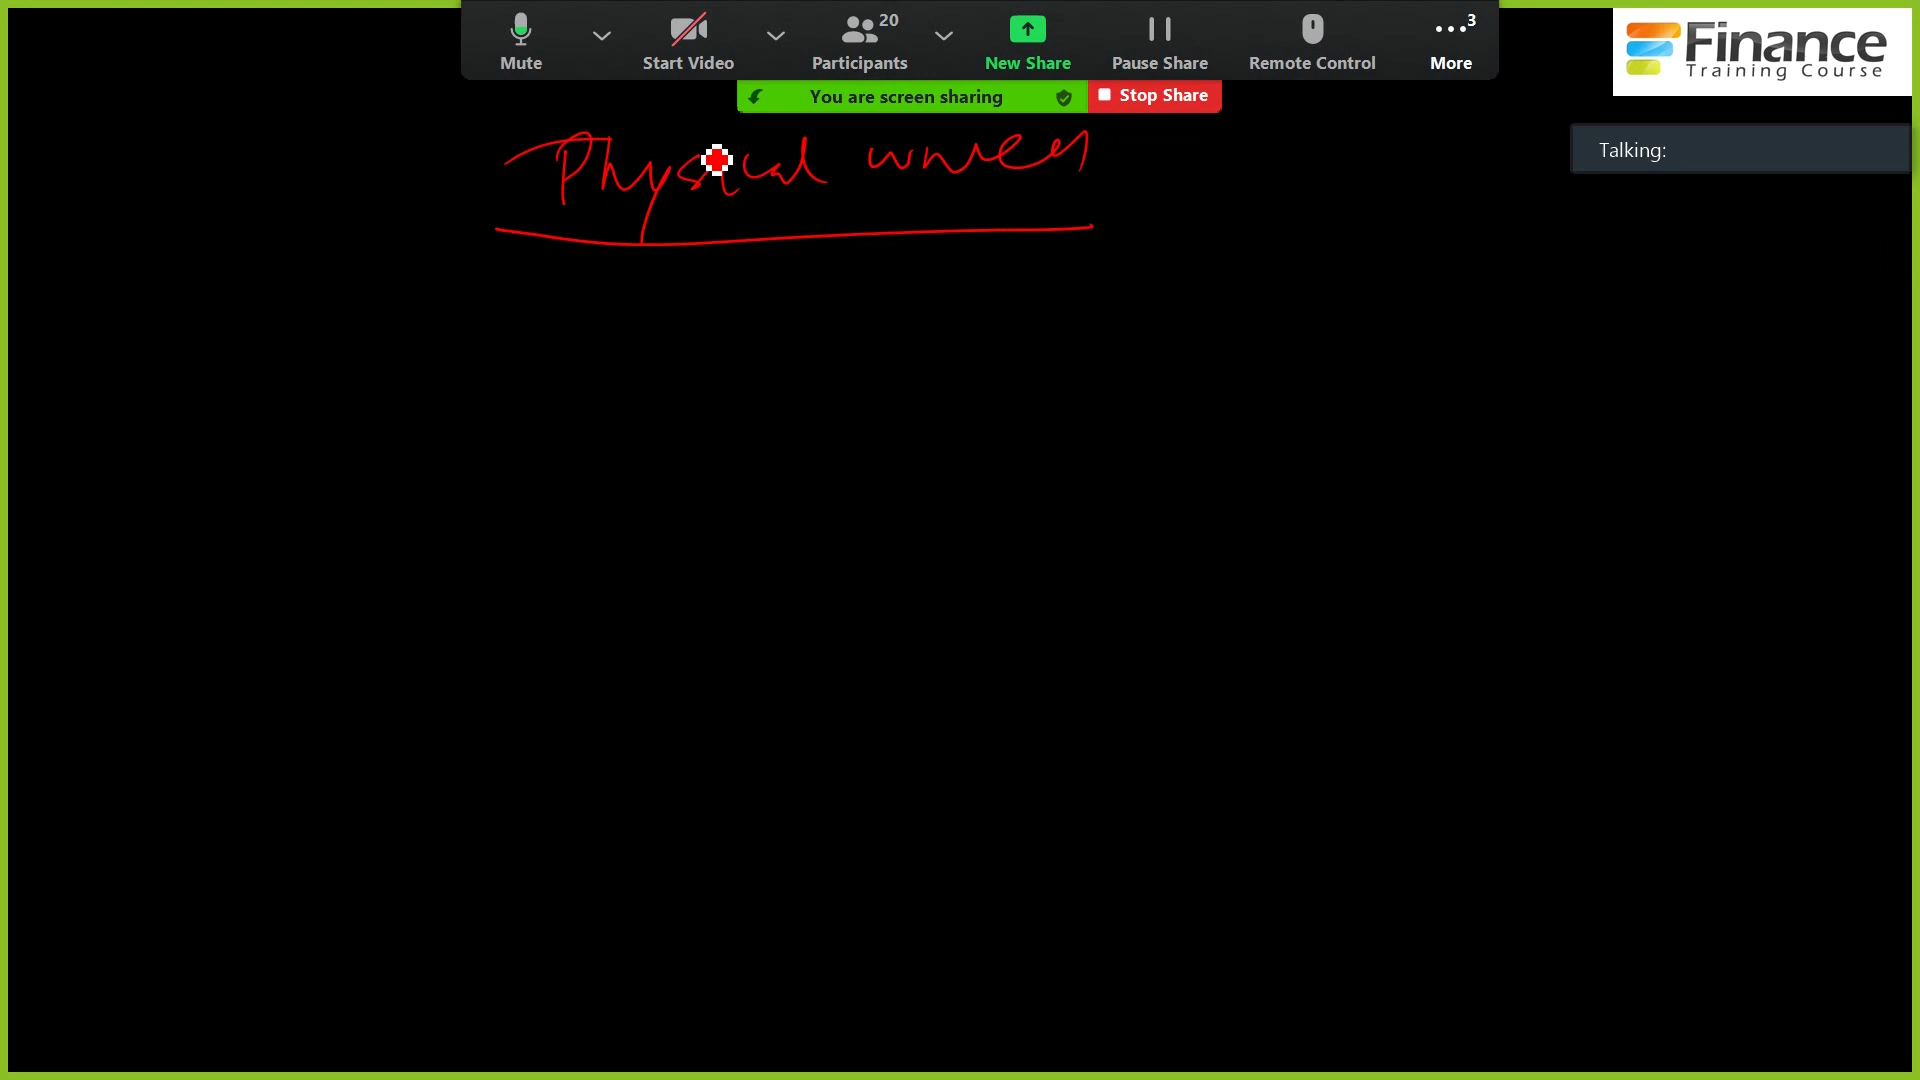 20
3
Mute
Start Video
Participants
New Share
Pause Share
Remote Control
More
You are screen sharing
Stop Share
Finance
Training Course
Talking:
Physical